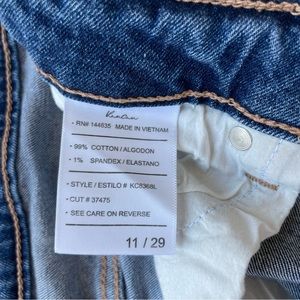 KanCan
• RN# 144635 MADE IN VIETNAM
• 99% COTTON / ALGODON
• 1% SPANDEX / ELASTANO
• STYLE / ESTILO # KC8368L
• CUT # 37475
• SEE CARE ON REVERSE
11 / 29